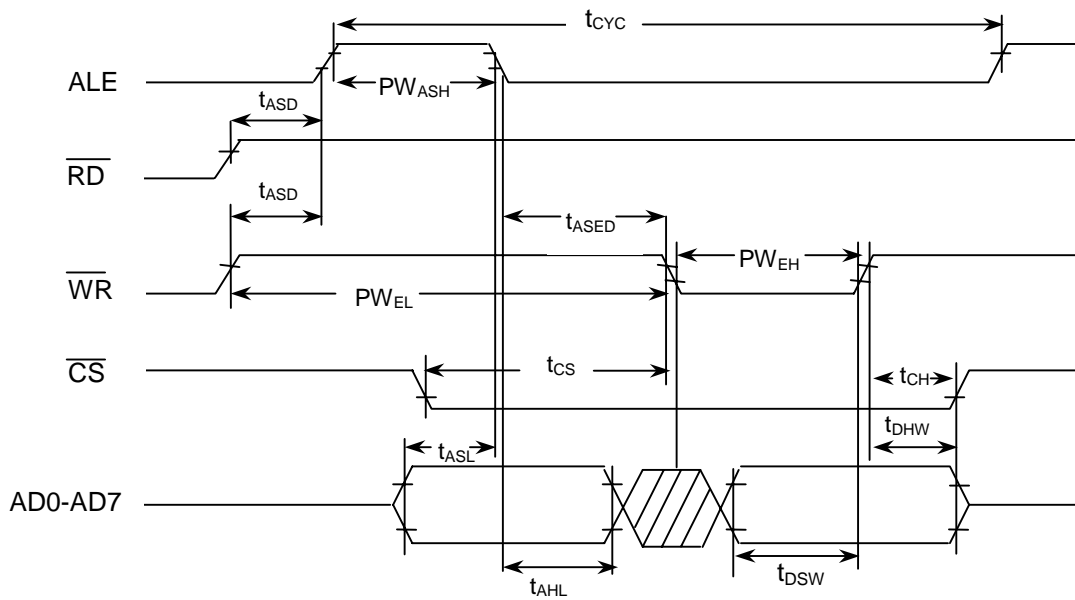 tCYC
ALE
PWASH
tASD
RD
tASD
tASED
WR
PWEH
PWEL
CS
tCS
tCH
tDHW
tASL
AD0-AD7
tAHL
tDSW